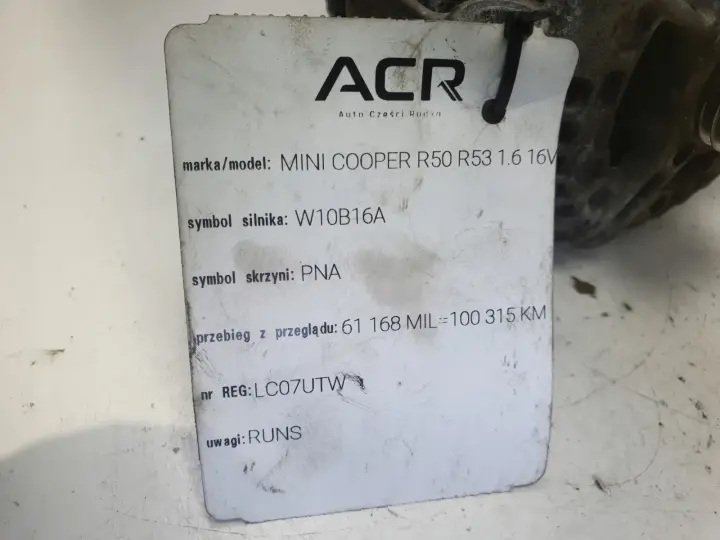 ACR
Auto Części Rudno
marka/model: MINI COOPER R50 R53 1.6 16V
symbol silnika: W10B16A
symbol skrzyni: PNA
przebieg z przeglądu: 61 168 MIL=100 315 KM
nr REG: LC07UTW
uwagi: RUNS